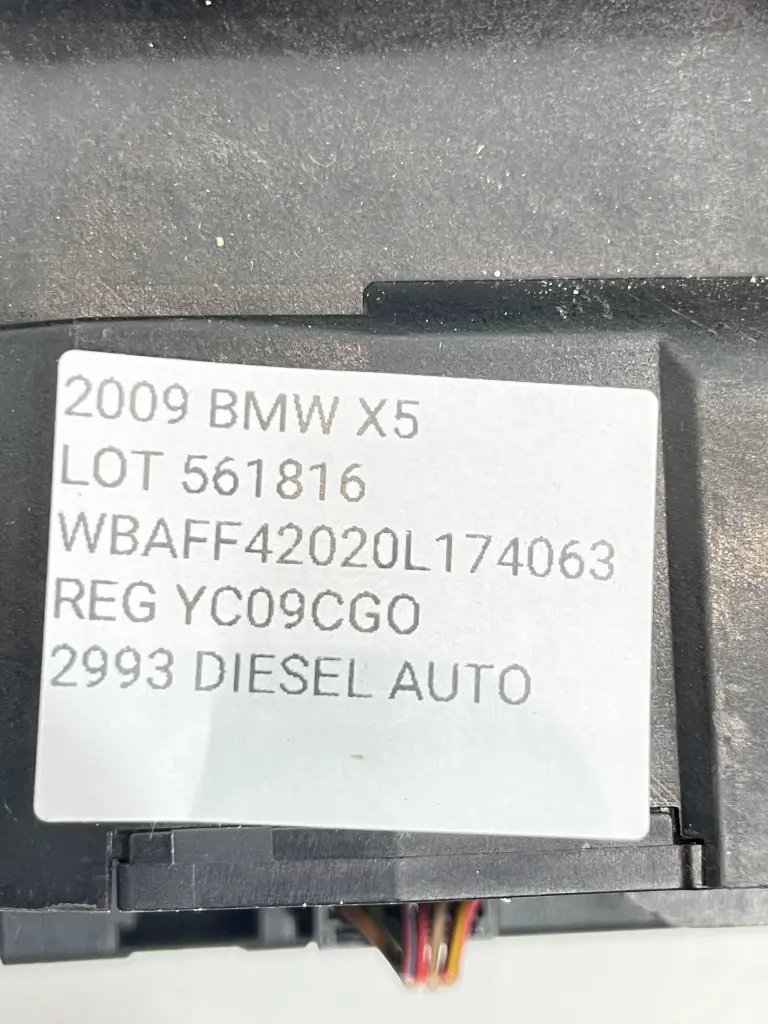 2009 BMW X5
LOT 561816
WBAFF42020L174063
REG YC09CGO
2993 DIESEL AUTO